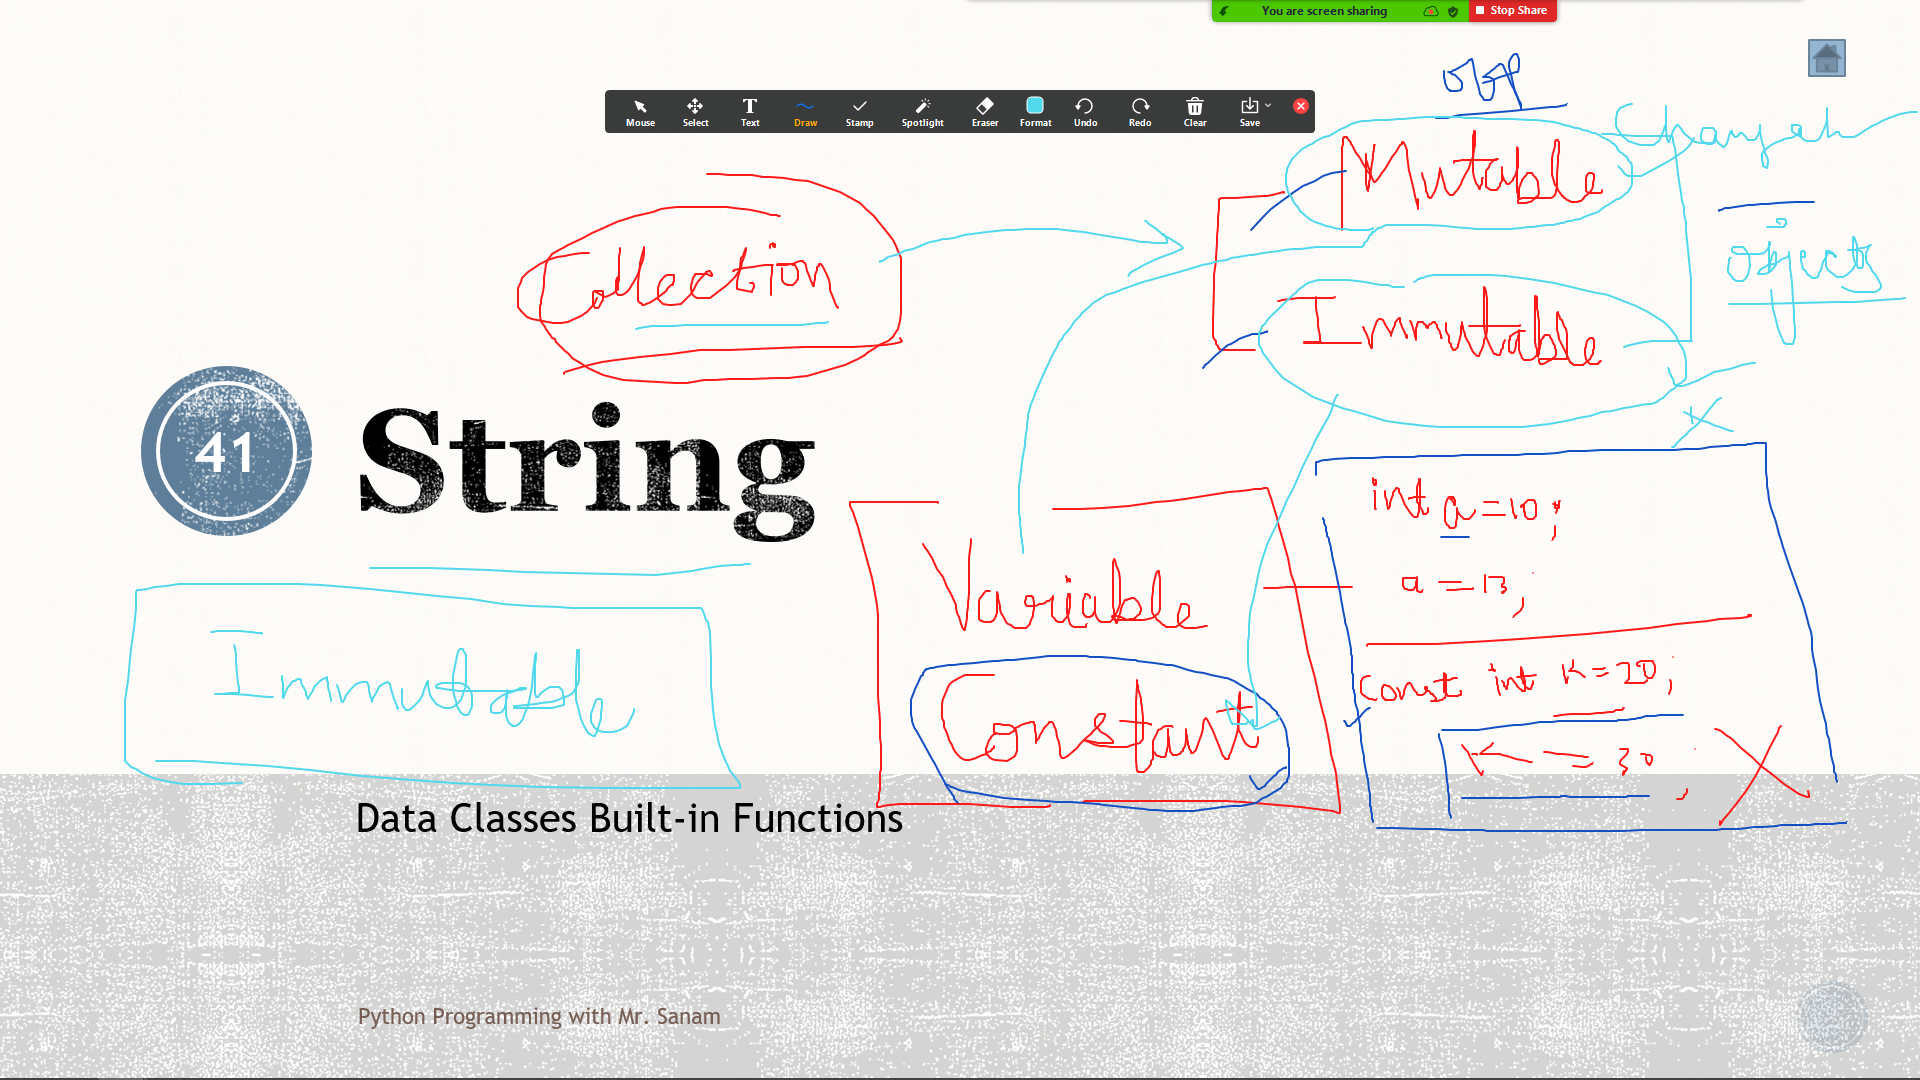 You are screen sharing
Stop Share
Mouse Select Text Draw Stamp Spotlight Eraser Format Undo Redo Clear Save
Mutable
objects
Collection
Immutable
41
String
int a=10;
Variable
a = 13;
Immutable
const int K=20;
Constant
K = 30
Data Classes Built-in Functions
Python Programming with Mr. Sanam